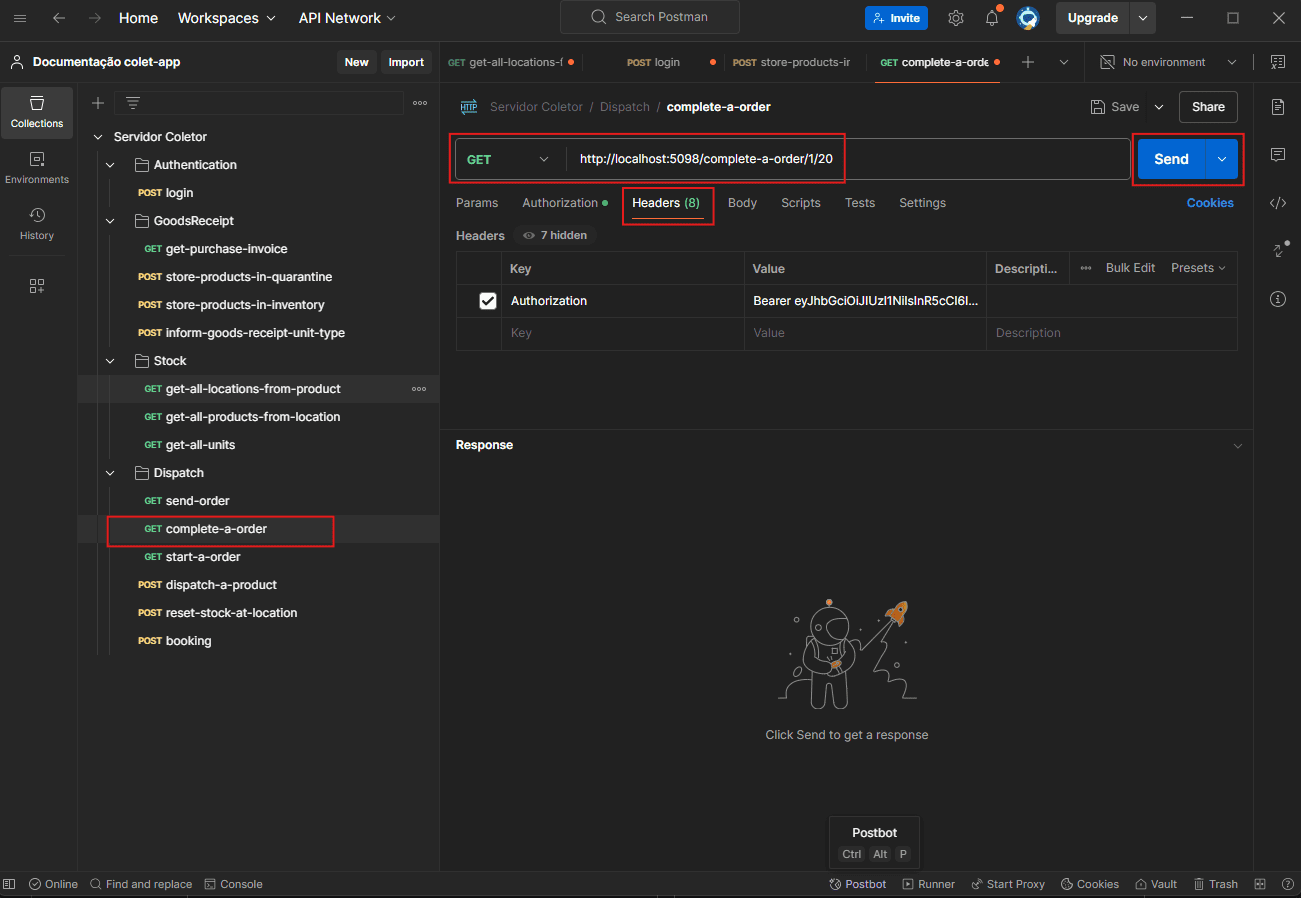 Home Workspaces API Network Search Postman Invite Upgrade
Documentação colet-app New Import
GET get-all-locations-f POST login POST store-products-in GET complete-a-orde No environment
Collections
Environments
History
Servidor Coletor
Authentication
POST login
GoodsReceipt
GET get-purchase-invoice
POST store-products-in-quarantine
POST store-products-in-inventory
POST inform-goods-receipt-unit-type
Stock
GET get-all-locations-from-product
GET get-all-products-from-location
GET get-all-units
Dispatch
GET send-order
GET complete-a-order
GET start-a-order
POST dispatch-a-product
POST reset-stock-at-location
POST booking
HTTP Servidor Coletor / Dispatch / complete-a-order Save Share
GET http://localhost:5098/complete-a-order/1/20 Send
Params Authorization Headers (8) Body Scripts Tests Settings Cookies
Headers 7 hidden
Key Value Descripti... Bulk Edit Presets
Authorization Bearer eyJhbGciOiJIUzI1NiIsInR5cCI6I...
Key Value Description
Response
Click Send to get a response
Postbot
Ctrl Alt P
Online Find and replace Console Postbot Runner Start Proxy Cookies Vault Trash